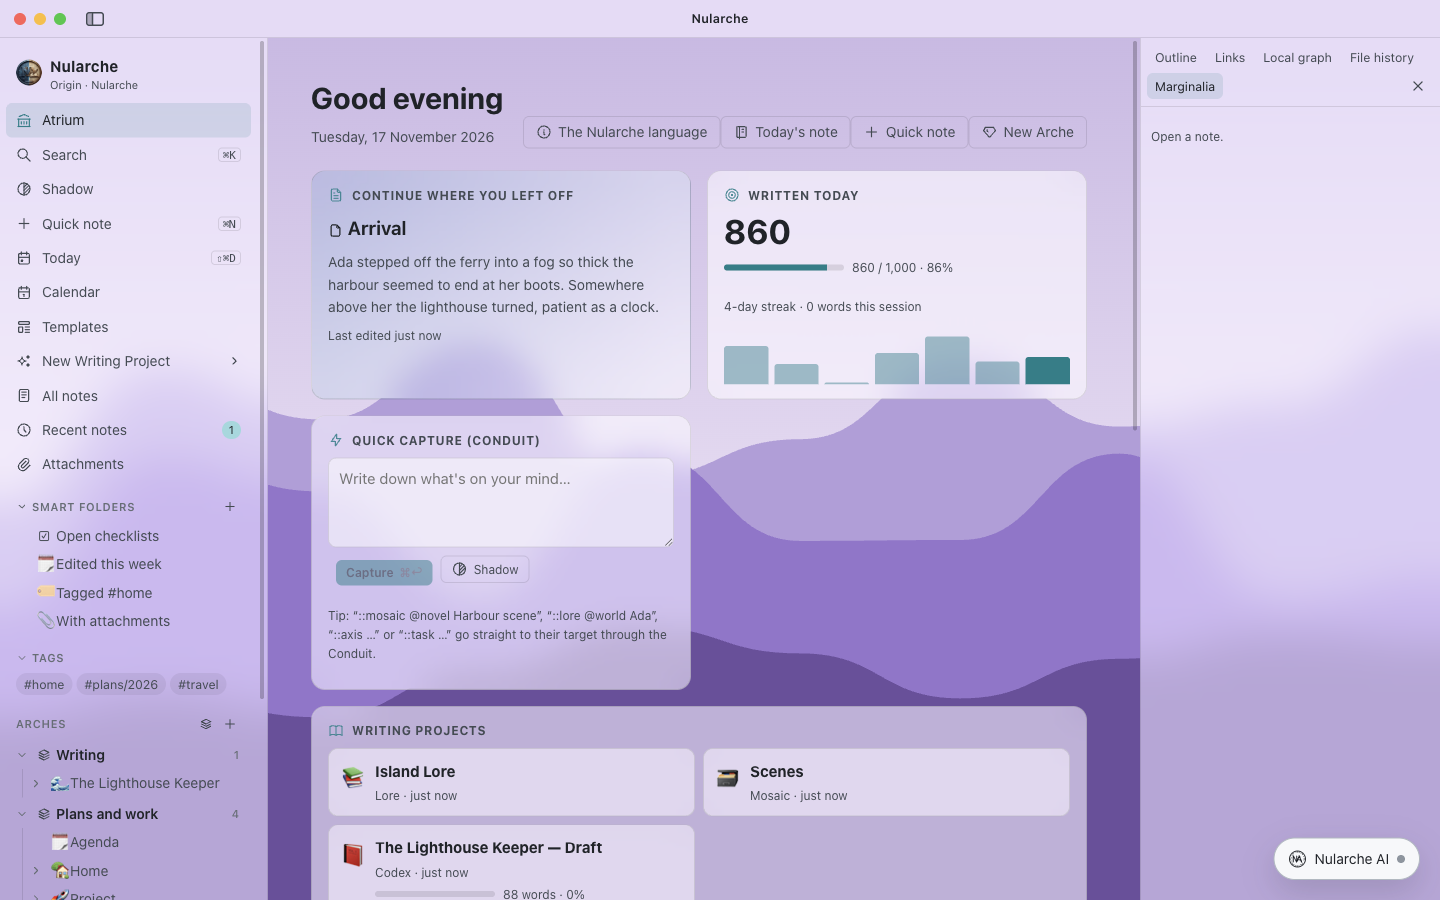 Nularche
Nularche
Origin · Nularche
Atrium
Search ⌘K
Shadow
Quick note ⌘N
Today ⇧⌘D
Calendar
Templates
New Writing Project
All notes
Recent notes 1
Attachments
SMART FOLDERS
Open checklists
Edited this week
Tagged #home
With attachments
TAGS
#home #plans/2026 #travel
ARCHES
Writing 1
The Lighthouse Keeper
Plans and work 4
Agenda
Home
Project
Good evening
Tuesday, 17 November 2026
The Nularche language Today's note Quick note New Arche
CONTINUE WHERE YOU LEFT OFF
Arrival
Ada stepped off the ferry into a fog so thick the
harbour seemed to end at her boots. Somewhere
above her the lighthouse turned, patient as a clock.
Last edited just now
WRITTEN TODAY
860
860 / 1,000 · 86%
4-day streak · 0 words this session
QUICK CAPTURE (CONDUIT)
Write down what's on your mind…
Capture ⌘↩ Shadow
Tip: “::mosaic @novel Harbour scene”, “::lore @world Ada”,
“::axis …” or “::task …” go straight to their target through the
Conduit.
WRITING PROJECTS
Island Lore
Lore · just now
Scenes
Mosaic · just now
The Lighthouse Keeper — Draft
Codex · just now
88 words · 0%
Outline Links Local graph File history
Marginalia
Open a note.
Nularche AI